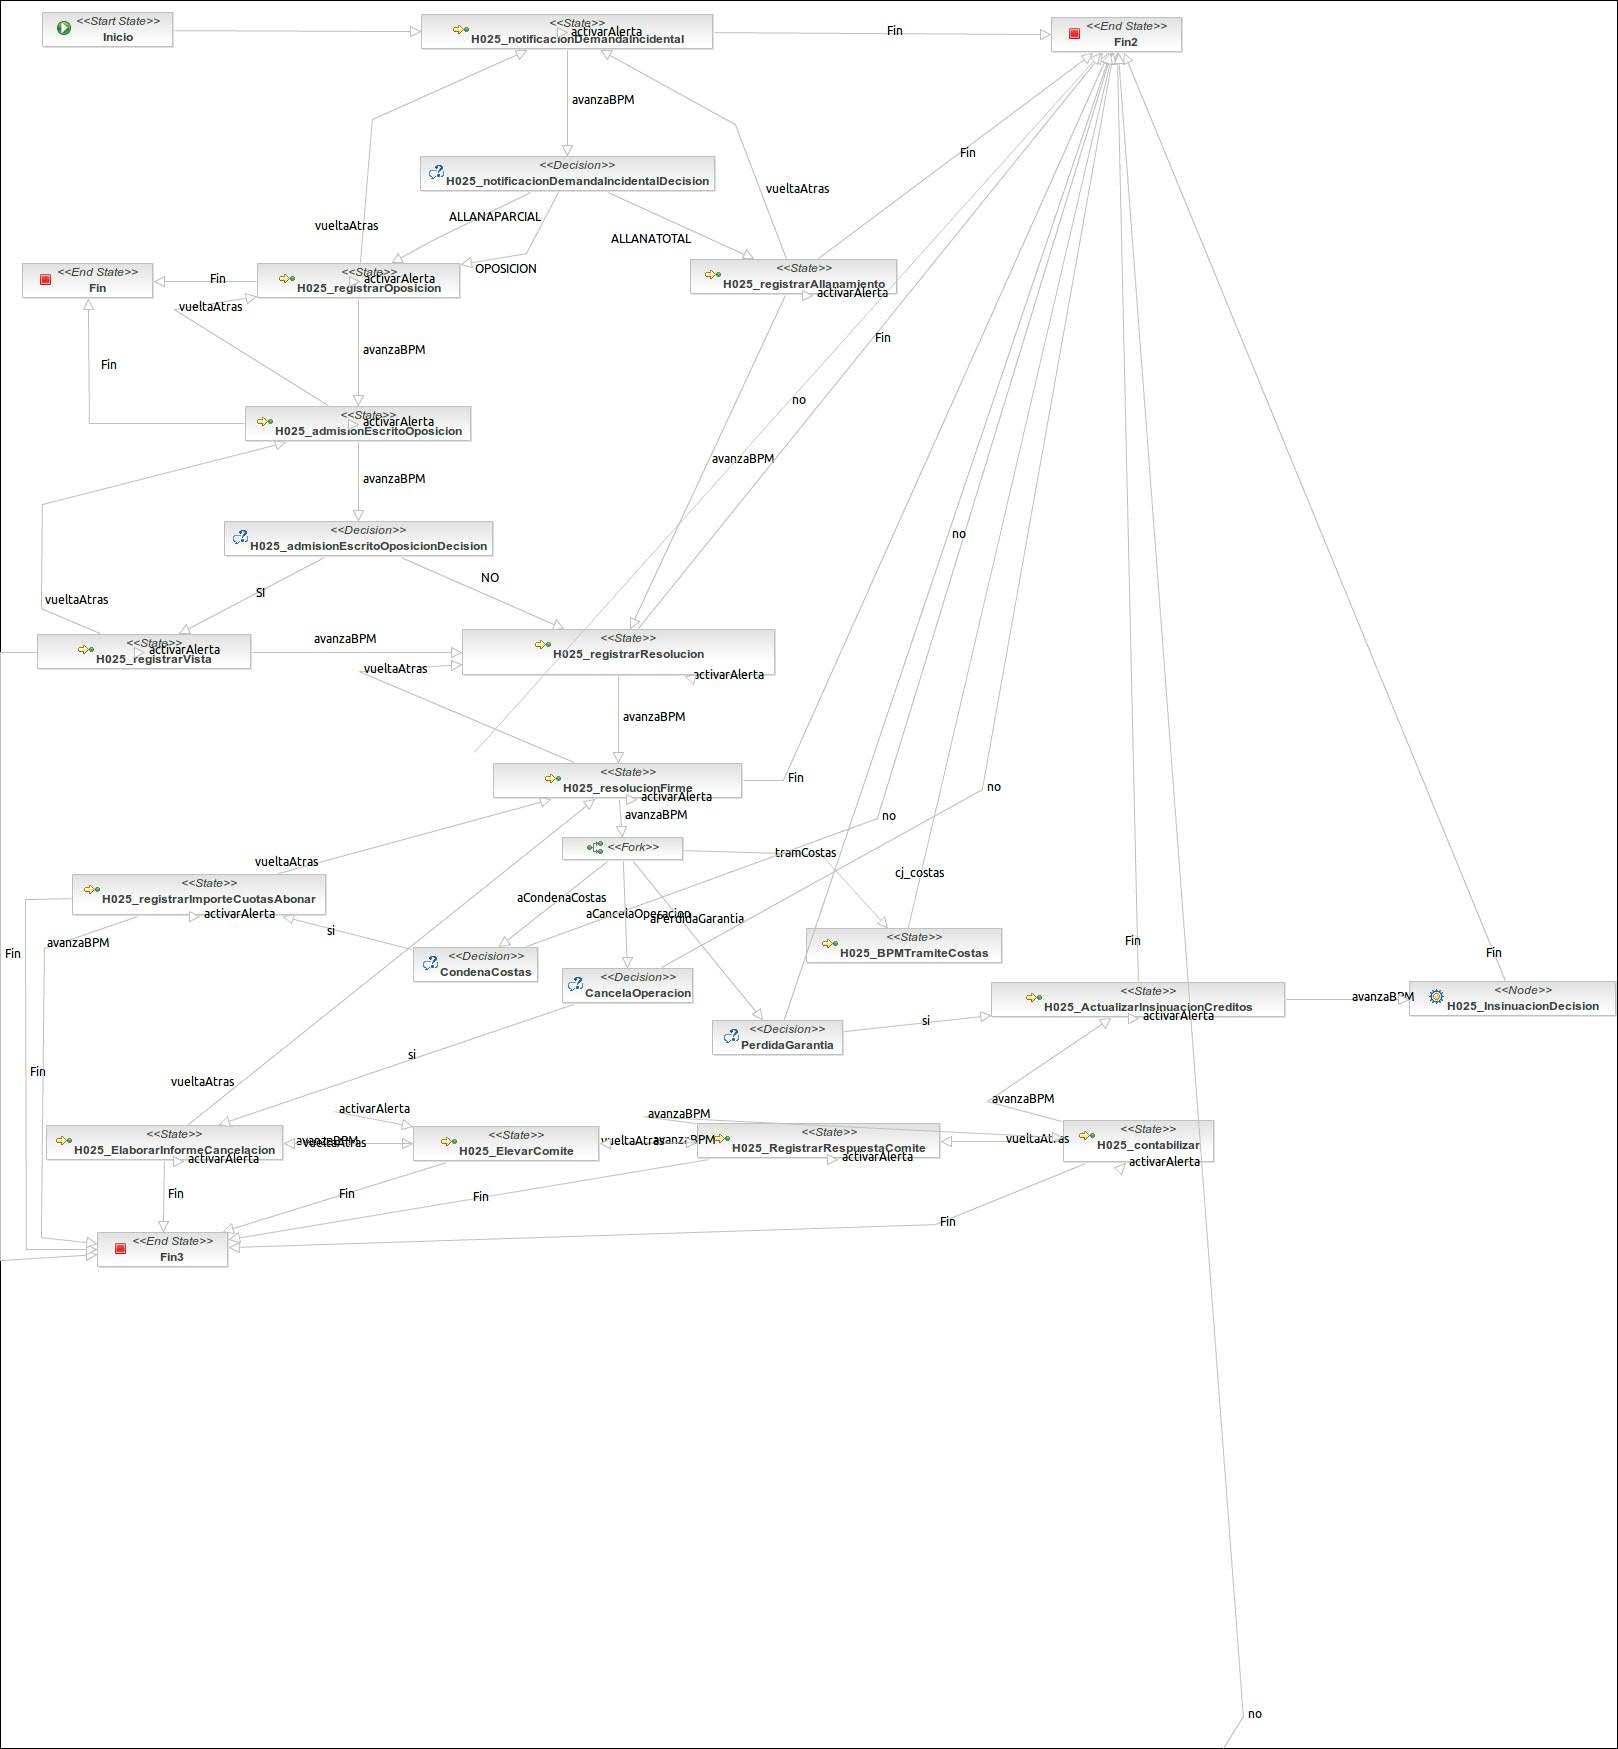 <<Start State>>
Inicio
<<State>>
activarAlerta
H025_notificacionDemandaIncidental
Fin
<<End State>>
Fin2
avanzaBPM
Fin
<<Decision>>
H025_notificacionDemandaIncidentalDecision
vueltaAtras
ALLANAPARCIAL
vueltaAtras
ALLANATOTAL
OPOSICION
<<End State>>
Fin
Fin
<<State>>
activarAlerta
H025_registrarOposicion
<<State>>
H025_registrarAllanamiento
activarAlerta
vueltaAtras
Fin
avanzaBPM
Fin
no
<<State>>
activarAlerta
H025_admisionEscritoOposicion
avanzaBPM
avanzaBPM
<<Decision>>
H025_admisionEscritoOposicionDecision
no
NO
SI
vueltaAtras
<<State>>
activarAlerta
H025_registrarVista
avanzaBPM
<<State>>
H025_registrarResolucion
vueltaAtras
activarAlerta
avanzaBPM
<<State>>
H025_resolucionFirme
activarAlerta
Fin
no
avanzaBPM
no
<<Fork>>
tramCostas
vueltaAtras
cj_costas
<<State>>
H025_registrarImporteCuotasAbonar
activarAlerta
aCondenaCostas
aCancelaOperacion
aPerdidaGarantia
si
avanzaBPM
Fin
<<State>>
H025_BPMTramiteCostas
Fin
Fin
<<Decision>>
CondenaCostas
<<Decision>>
CancelaOperacion
<<State>>
H025_ActualizarInsinuacionCreditos
activarAlerta
avanzaBPM
<<Node>>
H025_InsinuacionDecision
si
<<Decision>>
PerdidaGarantia
si
Fin
vueltaAtras
avanzaBPM
activarAlerta
avanzaBPM
<<State>>
H025_ElaborarInformeCancelacion
activarAlerta
avanzaBPM
vueltaAtras
<<State>>
H025_ElevarComite
vueltaAtras
avanzaBPM
<<State>>
H025_RegistrarRespuestaComite
activarAlerta
vueltaAtras
<<State>>
H025_contabilizar
activarAlerta
Fin
Fin
Fin
Fin
<<End State>>
Fin3
no